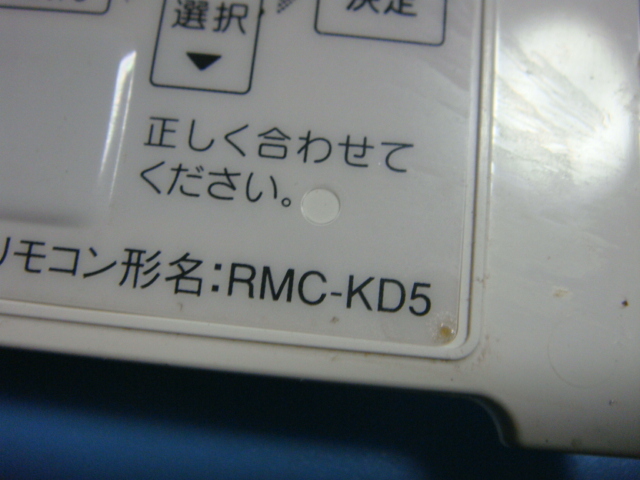 選択
決定
▼
正しく合わせて
ください。
リモコン形名:RMC-KD5